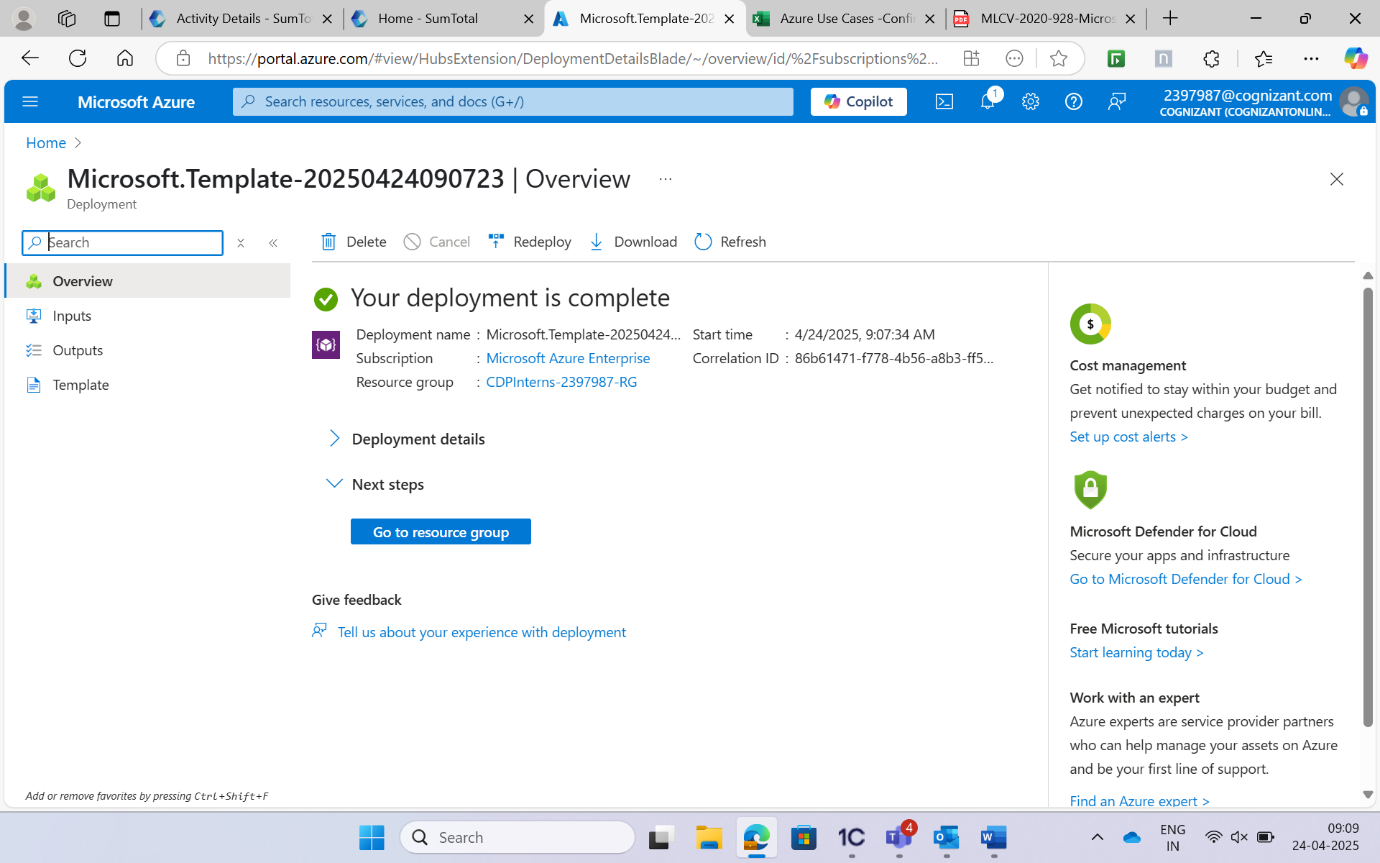 Activity Details - SumTo
Home - SumTotal
Microsoft.Template-202
Azure Use Cases -Confi
MLCV-2020-928-Micros
https://portal.azure.com/#view/HubsExtension/DeploymentDetailsBlade/~/overview/id/%2Fsubscriptions%2...
Microsoft Azure
Search resources, services, and docs (G+/)
Copilot
1
2397987@cognizant.com
COGNIZANT (COGNIZANTONLIN...
Home
Microsoft.Template-20250424090723 | Overview ...
Deployment
Search
Delete
Cancel
Redeploy
Download
Refresh
Overview
Inputs
Outputs
Template
Your deployment is complete
Deployment name : Microsoft.Template-20250424...
Subscription : Microsoft Azure Enterprise
Resource group : CDPInterns-2397987-RG
Start time : 4/24/2025, 9:07:34 AM
Correlation ID : 86b61471-f778-4b56-a8b3-ff5...
Deployment details
Next steps
Go to resource group
Give feedback
Tell us about your experience with deployment
$
Cost management
Get notified to stay within your budget and
prevent unexpected charges on your bill.
Set up cost alerts >
Microsoft Defender for Cloud
Secure your apps and infrastructure
Go to Microsoft Defender for Cloud >
Free Microsoft tutorials
Start learning today >
Work with an expert
Azure experts are service provider partners
who can help manage your assets on Azure
and be your first line of support.
Find an Azure expert >
Add or remove favorites by pressing Ctrl+Shift+F
Search
1C
4
ENG
IN
09:09
24-04-2025